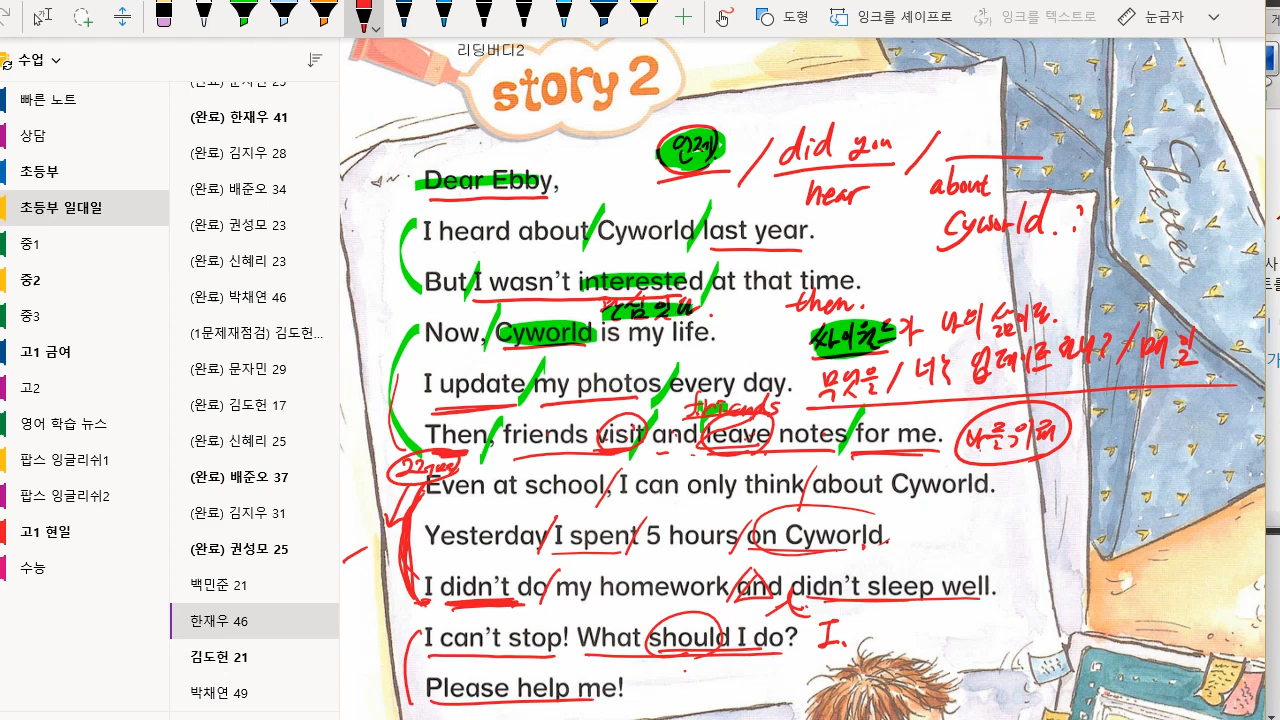 도형
잉크를 셰이프로
잉크를 텍스트로
눈금자
수업
빠른 노트
상담
초등부
초등부 일대일
중1
중2
중3
고1 금여
고2
영어 학습 뉴스
팝스 잉글리쉬1
팝스 잉글리쉬2
고1 현일
수능
(완료) 한재우 41
(완료) 김지우 28
(완료) 배준오 34
(완료) 권성모 23
(완료) 신혜리 23
(완료) 박채연 46
(1문제재점검) 김도헌...
(완료) 문자민 29
(완료) 김도헌 17
(완료) 신혜리 25
(완료) 배준오 37
(완료) 김지우 31
(완료) 권성모 25
백민준 21
한재우 46
김도헌 21
박채연 49
리딩버디2
story 2
언제 / did you / about
hear
Cyworld.?
Dear Ebby,
I heard about Cyworld last year.
But I wasn't interested at that time.
관심있다.
then.
Now, Cyworld is my life.
싸이월드가 나의 삶이다.
I update my photos every day.
무엇을 / 너는 업데이트 하니? / 매일
friends
Then, friends visit and leave notes for me.
나를 위해
Even at school, I can only think about Cyworld.
Yesterday I spent 5 hours on Cyworld.
I didn't do my homework and didn't sleep well.
I can't stop! What should I do?
I.
Please help me!